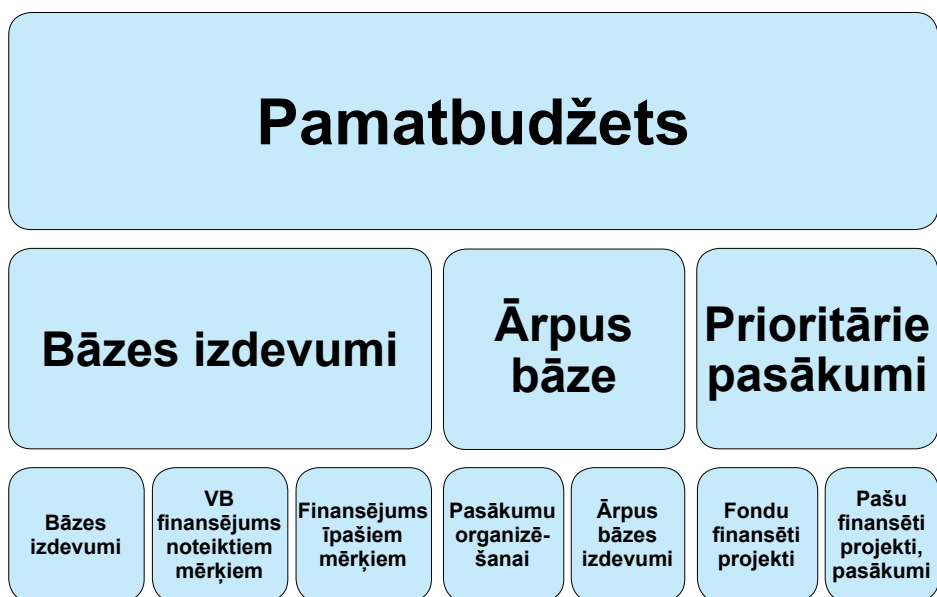 Pamatbudžets
Bāzes izdevumi
Ārpus
bāze
Prioritārie
pasākumi
Bāzes
izdevumi
VB
finansējums
noteiktiem
mērķiem
Finansējums
īpašiem
mērķiem
Pasākumu
organizē-
šanai
Ārpus
bāzes
izdevumi
Fondu
finansēti
projekti
Pašu
finansēti
projekti,
pasākumi